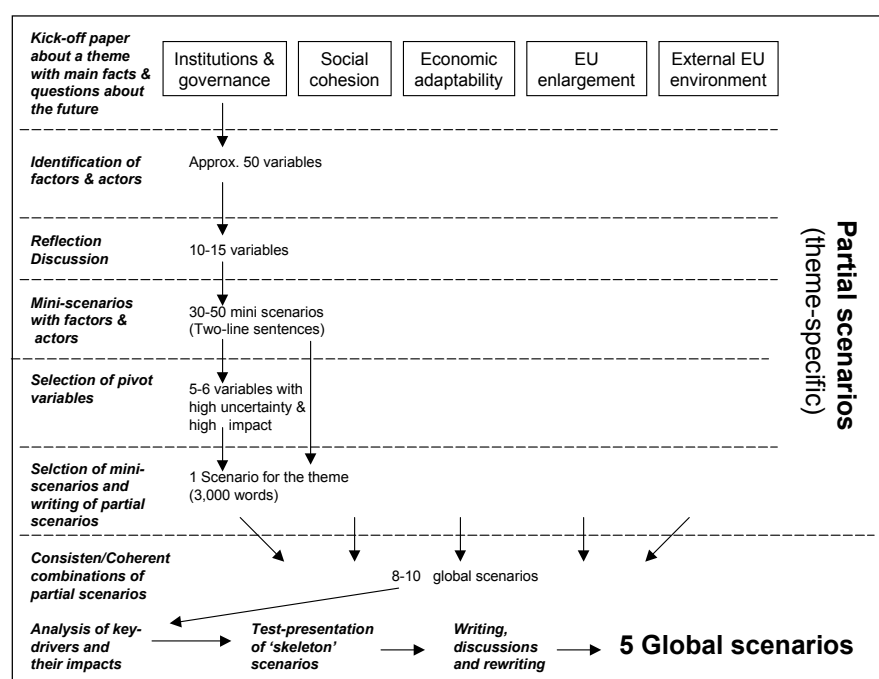 Kick-off paper
about a theme
with main facts &
questions about
the future
Institutions &
governance
Social
cohesion
Economic
adaptability
EU
enlargement
External EU
environment
Identification of
factors & actors
Approx. 50 variables
Reflection
Discussion
10-15 variables
Mini-scenarios
with factors &
actors
30-50 mini scenarios
(Two-line sentences)
Selection of pivot
variables
5-6 variables with
high uncertainty &
high impact
Selction of mini-
scenarios and
writing of partial
scenarios
1 Scenario for the theme
(3,000 words)
Partial scenarios
(theme-specific)
Consisten/Coherent
combinations of
partial scenarios
8-10 global scenarios
Analysis of key-
drivers and
their impacts
Test-presentation
of ‘skeleton’
scenarios
Writing,
discussions
and rewriting
5 Global scenarios